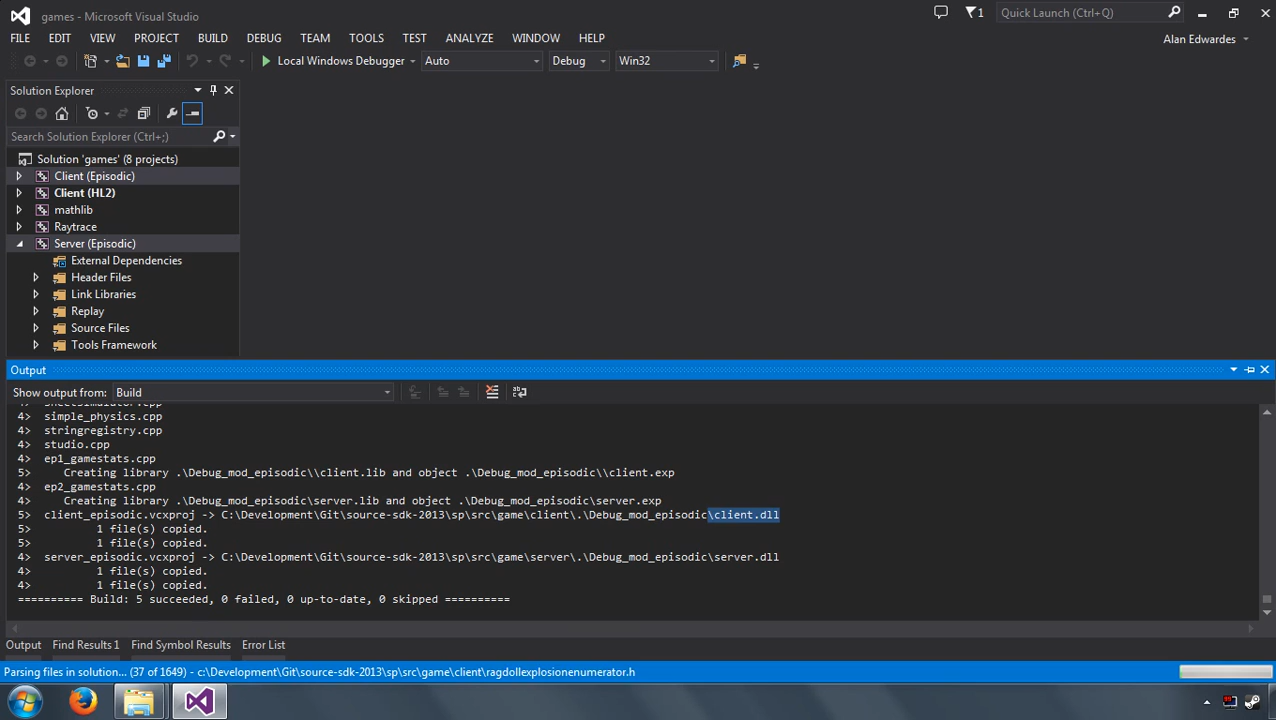 games - Microsoft Visual Studio
1
Quick Launch (Ctrl+Q)
FILE EDIT VIEW PROJECT BUILD DEBUG TEAM TOOLS TEST ANALYZE WINDOW HELP
Alan Edwardes
Local Windows Debugger Auto Debug Win32
Solution Explorer
Search Solution Explorer (Ctrl+;)
Solution 'games' (8 projects)
Client (Episodic)
Client (HL2)
mathlib
Raytrace
Server (Episodic)
External Dependencies
Header Files
Link Libraries
Replay
Source Files
Tools Framework
Output
Show output from: Build
4> simple_physics.cpp
4> stringregistry.cpp
4> studio.cpp
4> ep1_gamestats.cpp
5> Creating library .\Debug_mod_episodic\\client.lib and object .\Debug_mod_episodic\\client.exp
4> ep2_gamestats.cpp
4> Creating library .\Debug_mod_episodic\server.lib and object .\Debug_mod_episodic\server.exp
5> client_episodic.vcxproj -> C:\Development\Git\source-sdk-2013\sp\src\game\client\.\Debug_mod_episodic\client.dll
5> 1 file(s) copied.
5> 1 file(s) copied.
4> server_episodic.vcxproj -> C:\Development\Git\source-sdk-2013\sp\src\game\server\.\Debug_mod_episodic\server.dll
4> 1 file(s) copied.
4> 1 file(s) copied.
========== Build: 5 succeeded, 0 failed, 0 up-to-date, 0 skipped ==========
Output Find Results 1 Find Symbol Results Error List
Parsing files in solution... (37 of 1649) - c:\Development\Git\source-sdk-2013\sp\src\game\client\ragdollexplosionenumerator.h